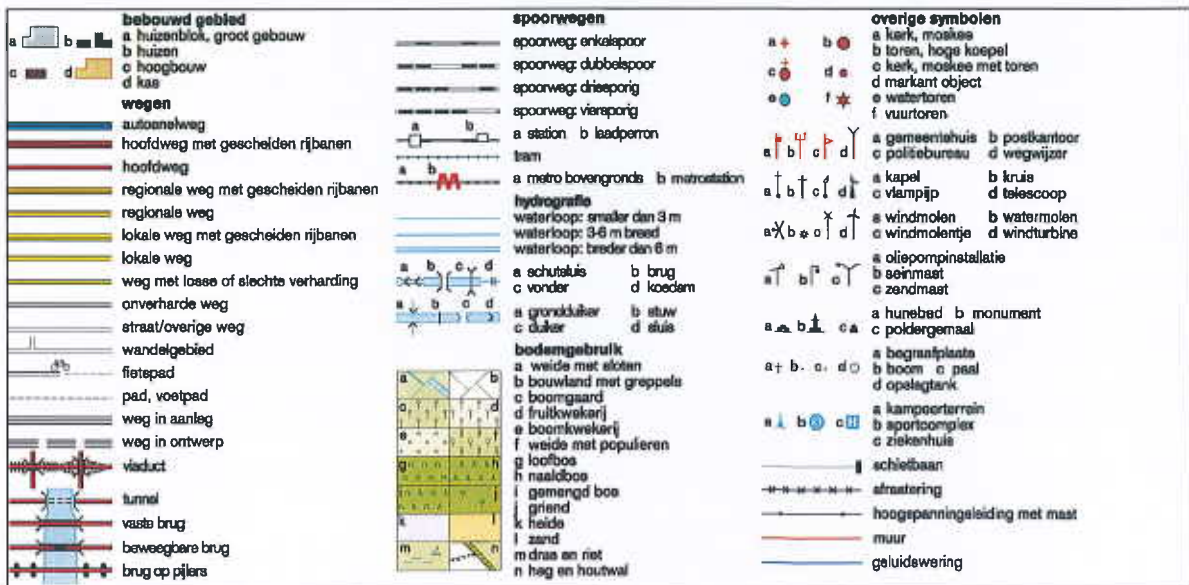 bebouwd gebied
a b
a huizenblok, groot gebouw
b huizen
c d
c hoogbouw
d kas
wegen
autosnelweg
hoofdweg met gescheiden rijbanen
hoofdweg
regionale weg met gescheiden rijbanen
regionale weg
lokale weg met gescheiden rijbanen
lokale weg
weg met losse of slechte verharding
onverharde weg
straat/overige weg
wandelgebied
fietspad
pad, voetpad
weg in aanleg
weg in ontwerp
viaduct
tunnel
vaste brug
beweegbare brug
brug op pijlers
spoorwegen
spoorweg: enkelspoor
spoorweg: dubbelspoor
spoorweg: driesporig
spoorweg: viersporig
a b
a station b laadperron
tram
a b
a metro bovengronds b metrostation
hydrografie
waterloop: smaller dan 3 m
waterloop: 3-6 m breed
waterloop: breder dan 6 m
a b c d
a schutsluis b brug
c vonder d koedam
a b c d
a grondduiker b stuw
c duiker d sluis
bodemgebruik
a b
a weide met sloten
b bouwland met greppels
c d
c boomgaard
d fruitkwekerij
e f
e boomkwekerij
f weide met populieren
g h
g loofbos
h naaldbos
i j
i gemengd bos
j griend
k l
k heide
l zand
m n
m dras en riet
n heg en houtwal
overige symbolen
a b
a kerk, moskee
b toren, hoge koepel
c d
c kerk, moskee met toren
d markant object
e f
e watertoren
f vuurtoren
a b c d
a gemeentehuis b postkantoor
c politiebureau d wegwijzer
a b c d
a kapel b kruis
c vlampijp d telescoop
a b c d
a windmolen b watermolen
c windmolentje d windturbine
a b c
a oliepompinstallatie
b seinmast
c zendmast
a b c
a hunebed b monument
c poldergemaal
a b c d
a begraafplaats
b boom c paal
d opslagtank
a b c
a kampeerterrein
b sportcomplex
c ziekenhuis
schietbaan
afrastering
hoogspanningsleiding met mast
muur
geluidswering